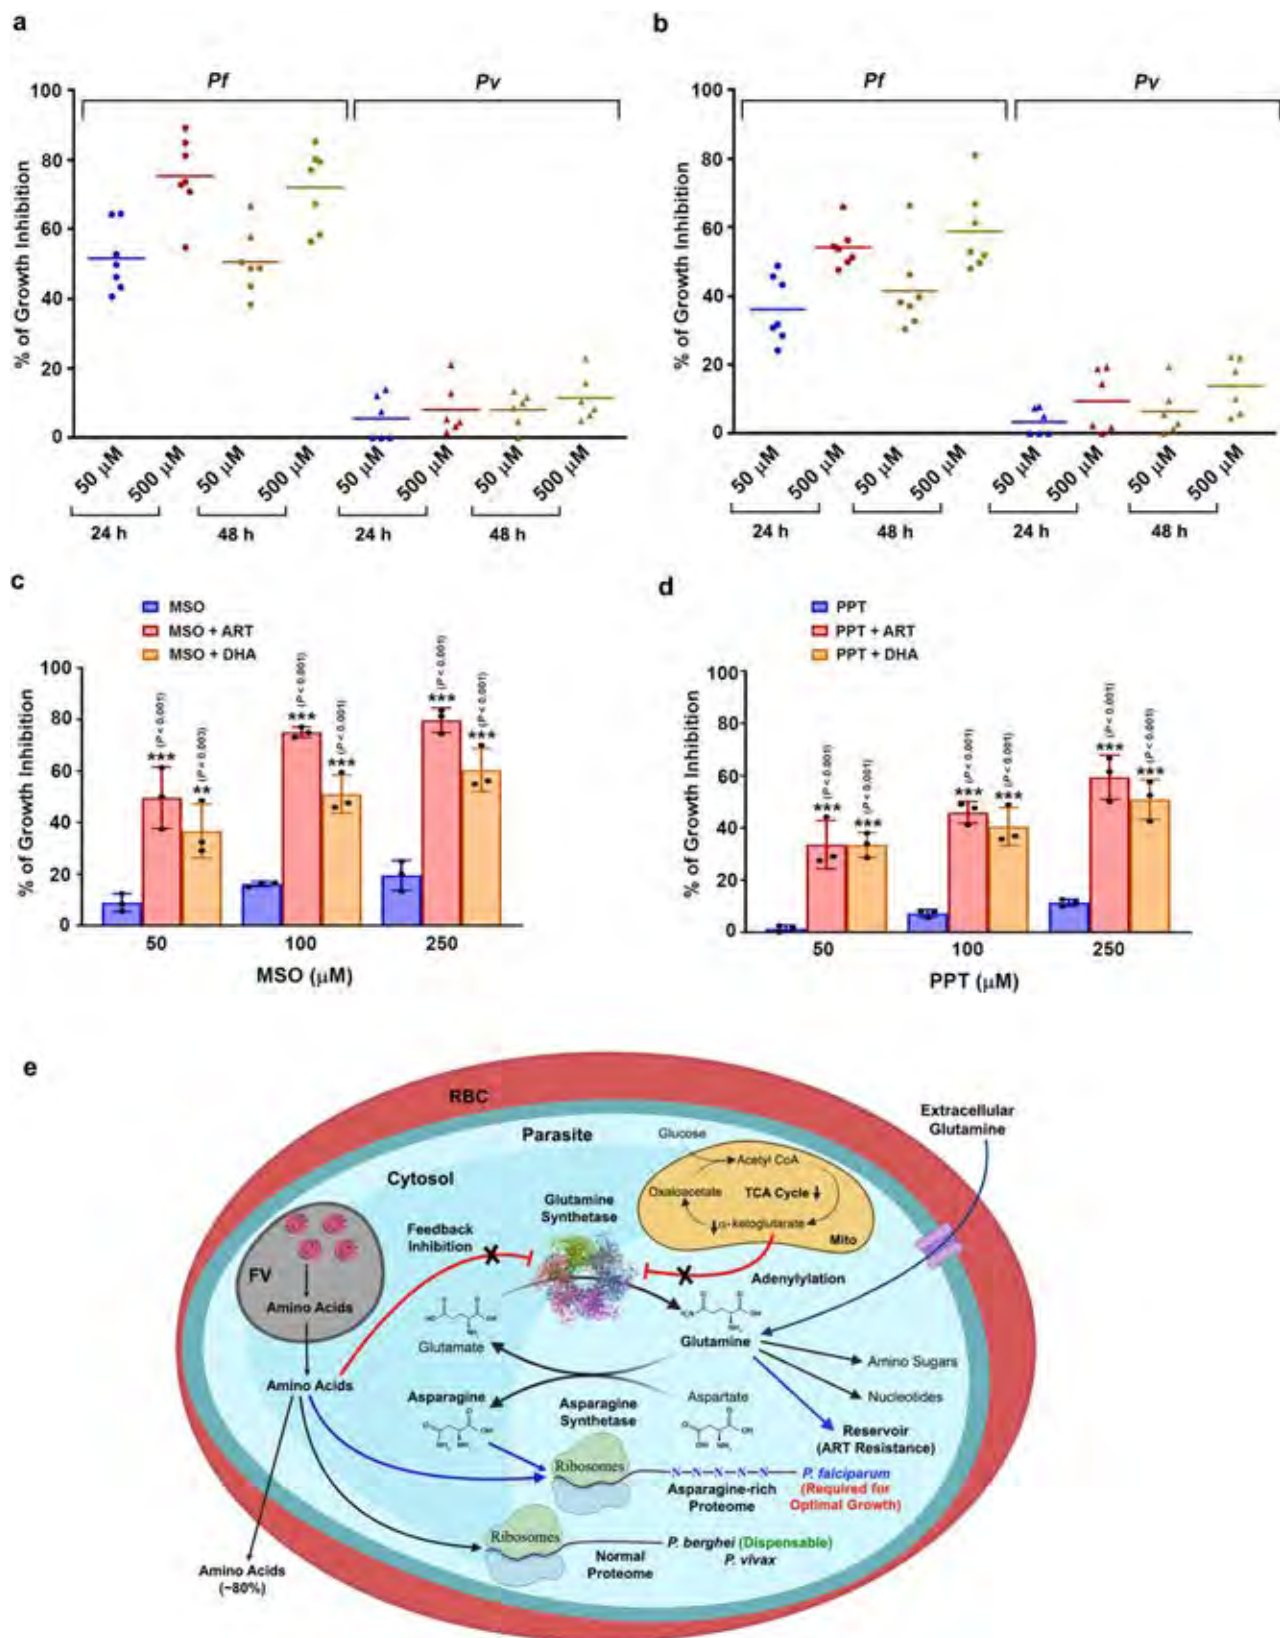 a
Pf
Pv
% of Growth Inhibition
100
80
60
40
20
0
50 µM
500 µM
50 µM
500 µM
50 µM
500 µM
50 µM
500 µM
24 h
48 h
24 h
48 h
b
Pf
Pv
% of Growth Inhibition
100
80
60
40
20
0
50 µM
500 µM
50 µM
500 µM
50 µM
500 µM
50 µM
500 µM
24 h
48 h
24 h
48 h
c
MSO
MSO + ART
MSO + DHA
% of Growth Inhibition
100
80
60
40
20
0
*** (P < 0.001)
** (P < 0.003)
*** (P < 0.001)
*** (P < 0.001)
*** (P < 0.001)
*** (P < 0.001)
50
100
250
MSO (µM)
d
PPT
PPT + ART
PPT + DHA
% of Growth Inhibition
100
80
60
40
20
0
*** (P < 0.001)
*** (P < 0.001)
*** (P < 0.001)
*** (P < 0.001)
*** (P < 0.001)
*** (P < 0.001)
50
100
250
PPT (µM)
e
RBC
Parasite
Cytosol
Extracellular
Glutamine
Glucose
Acetyl CoA
Oxaloacetate
TCA Cycle
α-ketoglutarate
Mito
Glutamine
Synthetase
Feedback
Inhibition
X
X
Adenylylation
FV
Amino Acids
Amino Acids
Glutamate
Glutamine
Amino Sugars
Nucleotides
Reservoir
(ART Resistance)
Asparagine
Asparagine
Synthetase
Aspartate
Ribosomes
N N N N N
Asparagine-rich
Proteome
P. falciparum
(Required for
Optimal Growth)
Ribosomes
Normal
Proteome
P. berghei (Dispensable)
P. vivax
Amino Acids
(~80%)